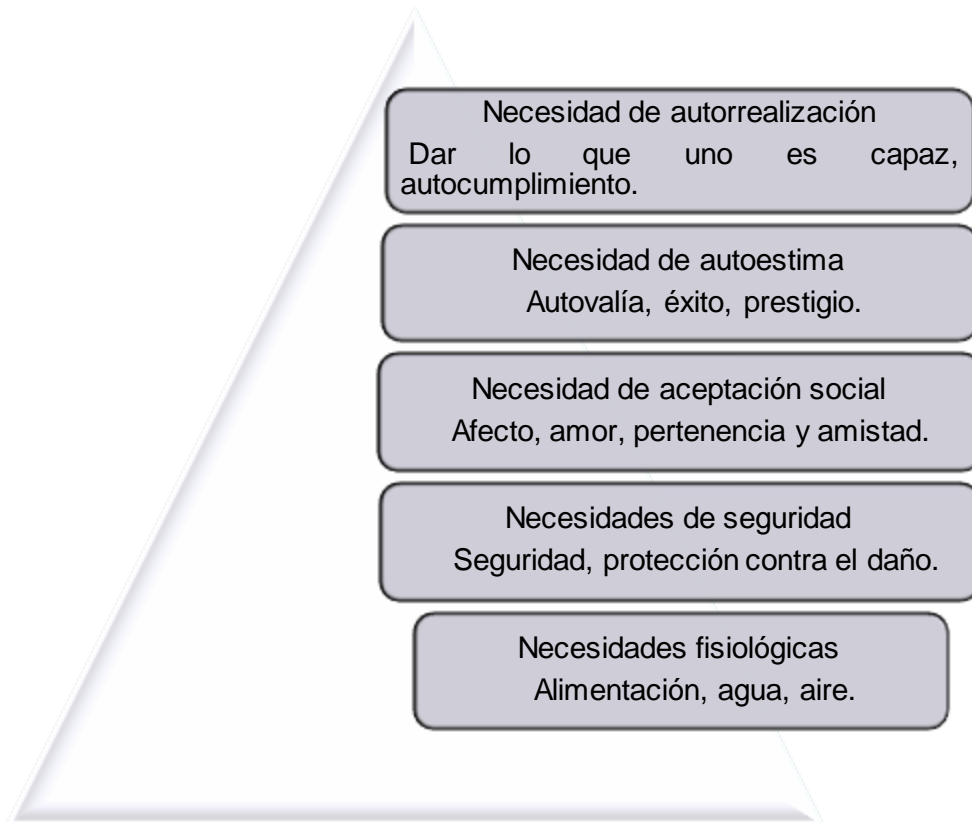 Necesidad de autorrealización
Dar lo que uno es capaz,
autocumplimiento.
Necesidad de autoestima
Autovalía, éxito, prestigio.
Necesidad de aceptación social
Afecto, amor, pertenencia y amistad.
Necesidades de seguridad
Seguridad, protección contra el daño.
Necesidades fisiológicas
Alimentación, agua, aire.